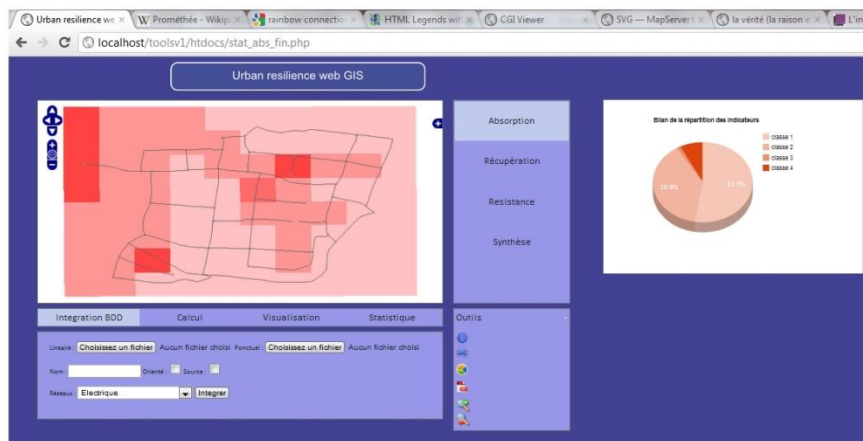 Urban resilience we
Prométhée - Wikip
rainbow connection
HTML Legends wit
CGI Viewer
SVG — MapServer
la vérité (la raison e
L'in
localhost/toolsv1/htdocs/stat_abs_fin.php
Urban resilience web GIS
Absorption
Récupération
Resistance
Synthèse
Bilan de la répartition des indicateurs
classe 1
classe 2
classe 3
classe 4
Integration BDD
Calcul
Visualisation
Statistique
Outils
Lineaire : Choisissez un fichier Aucun fichier choisi Ponctuel : Choisissez un fichier Aucun fichier choisi
Nom : Orienté : Source :
Réseaux : Electrique Integrer